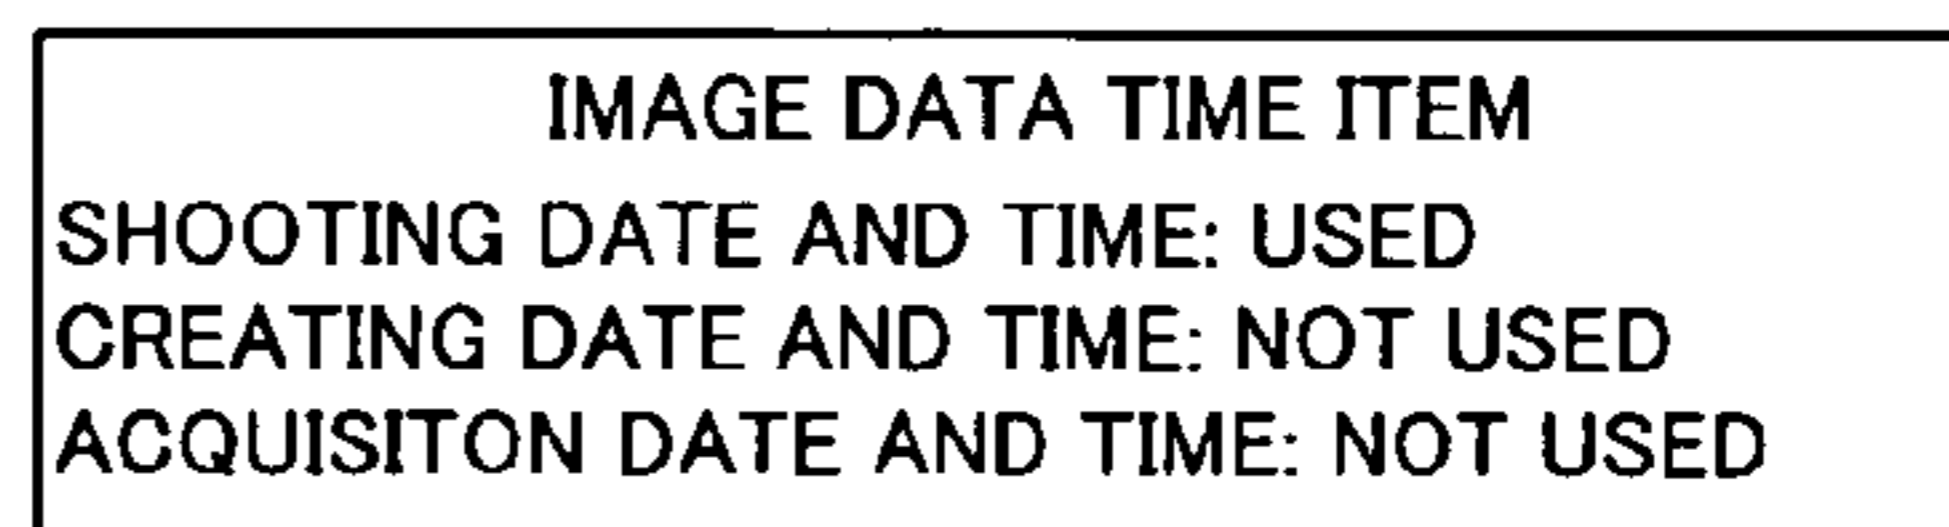 IMAGE DATA TIME ITEM
SHOOTING DATE AND TIME: USED
CREATING DATE AND TIME: NOT USED
ACQUISITON DATE AND TIME: NOT USED